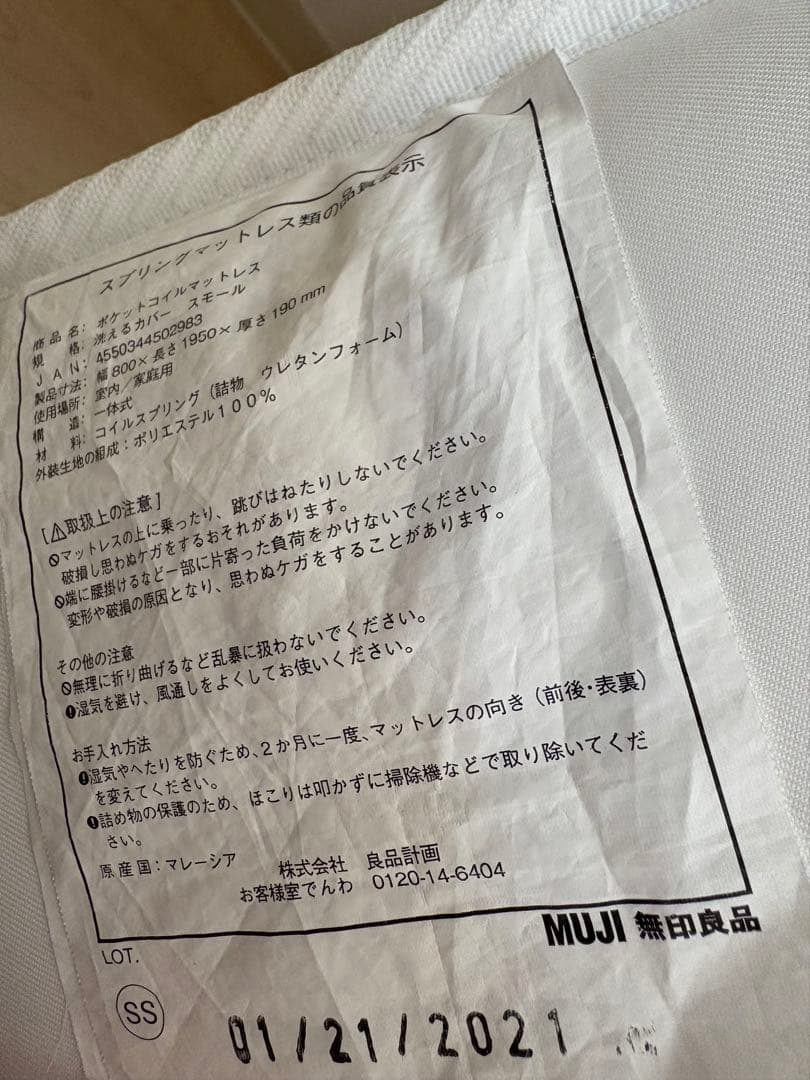 スプリングマットレス類の品質表示
商品名：ポケットコイルマットレス
規格：洗えるカバー スモール
JAN：4550344502983
製品寸法：幅800×長さ1950×厚さ190mm
使用場所：室内／家庭用
構造：一体式
材料：コイルスプリング（詰物 ウレタンフォーム）
外装生地の組成：ポリエステル100%
[⚠取扱上の注意]
🚫マットレスの上に乗ったり、跳びはねたりしないでください。
破損し思わぬケガをするおそれがあります。
🚫端に腰掛けるなど一部に片寄った負荷をかけないでください。
変形や破損の原因となり、思わぬケガをすることがあります。
その他の注意
🚫無理に折り曲げるなど乱暴に扱わないでください。
❶湿気を避け、風通しをよくしてお使いください。
お手入れ方法
❶湿気やへたりを防ぐため、2か月に一度、マットレスの向き（前後・表裏）
を変えてください。
❶詰め物の保護のため、ほこりは叩かずに掃除機などで取り除いてくだ
さい。
原産国：マレーシア 株式会社 良品計画
お客様室でんわ 0120-14-6404
MUJI 無印良品
LOT.
SS
01/21/2021